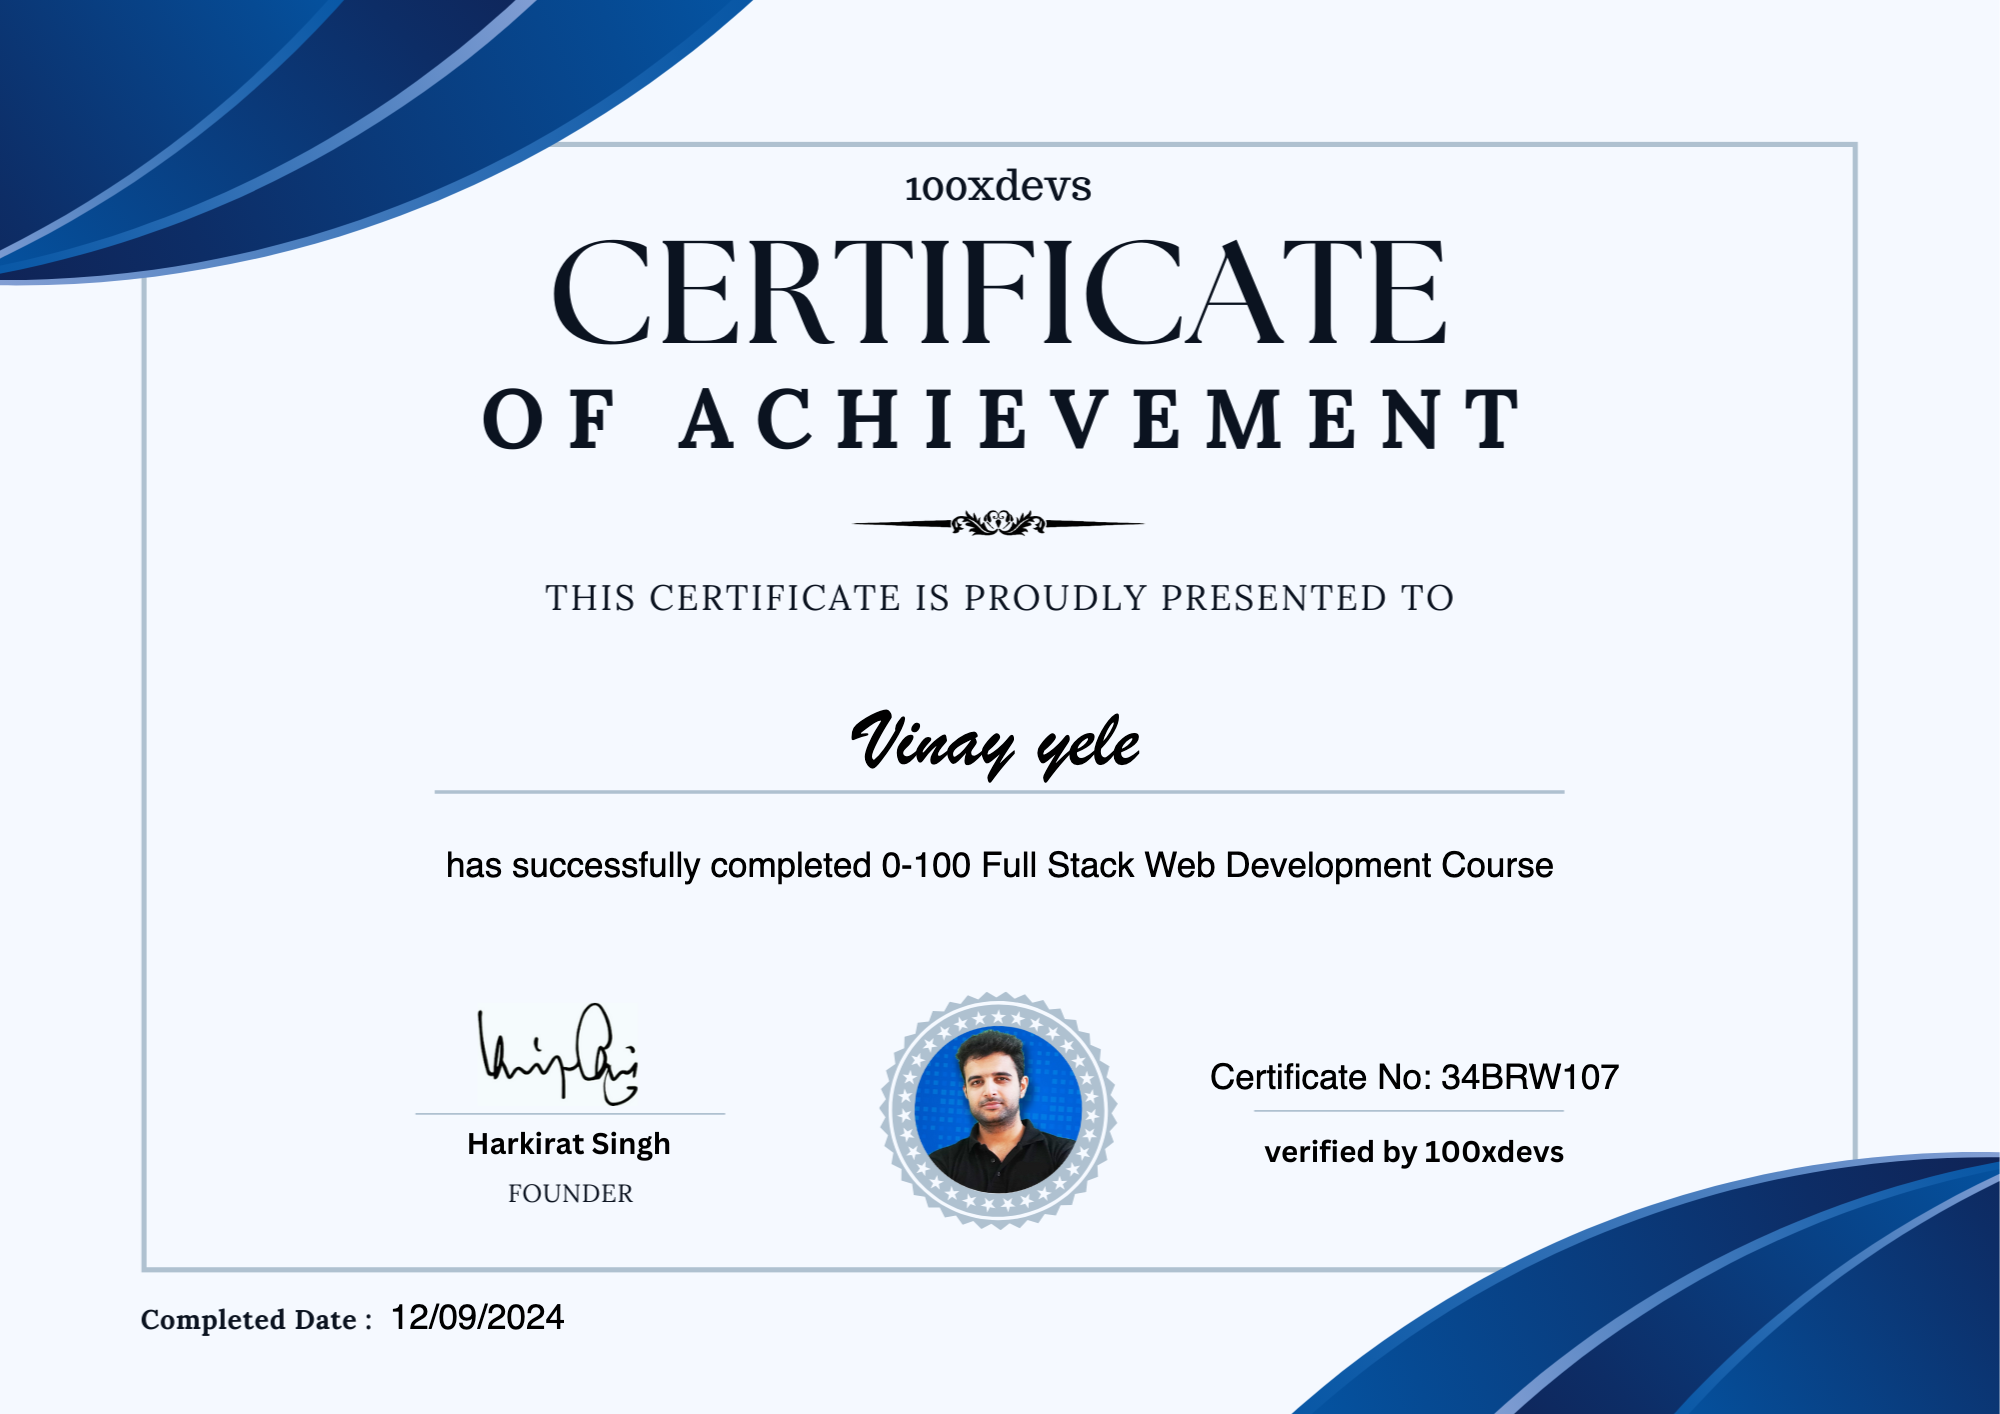 100xdevs
CERTIFICATE
OF ACHIEVEMENT
THIS CERTIFICATE IS PROUDLY PRESENTED TO
Vinay yele
has successfully completed 0-100 Full Stack Web Development Course
Harkirat Singh
FOUNDER
Certificate No: 34BRW107
verified by 100xdevs
Completed Date : 12/09/2024